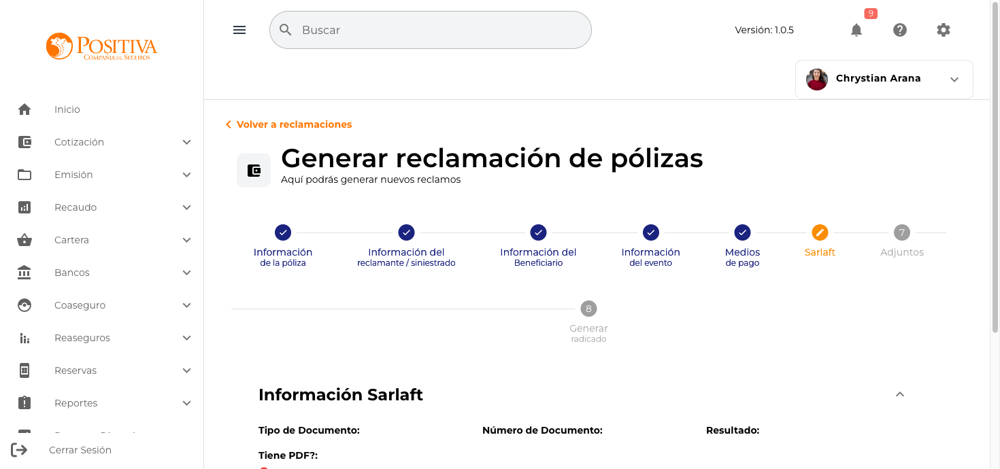 POSITIVA
COMPAÑIA DE SEGUROS
Buscar
Versión: 1.0.5
9
Chrystian Arana
Inicio
Cotización
Emisión
Recaudo
Cartera
Bancos
Coaseguro
Reaseguros
Reservas
Reportes
Cerrar Sesión
Volver a reclamaciones
Generar reclamación de pólizas
Aquí podrás generar nuevos reclamos
Información
de la póliza
Información del
reclamante / siniestrado
Información del
Beneficiario
Información
del evento
Medios
de pago
Sarlaft
7
Adjuntos
8
Generar
radicado
Información Sarlaft
Tipo de Documento:
Número de Documento:
Resultado:
Tiene PDF?: